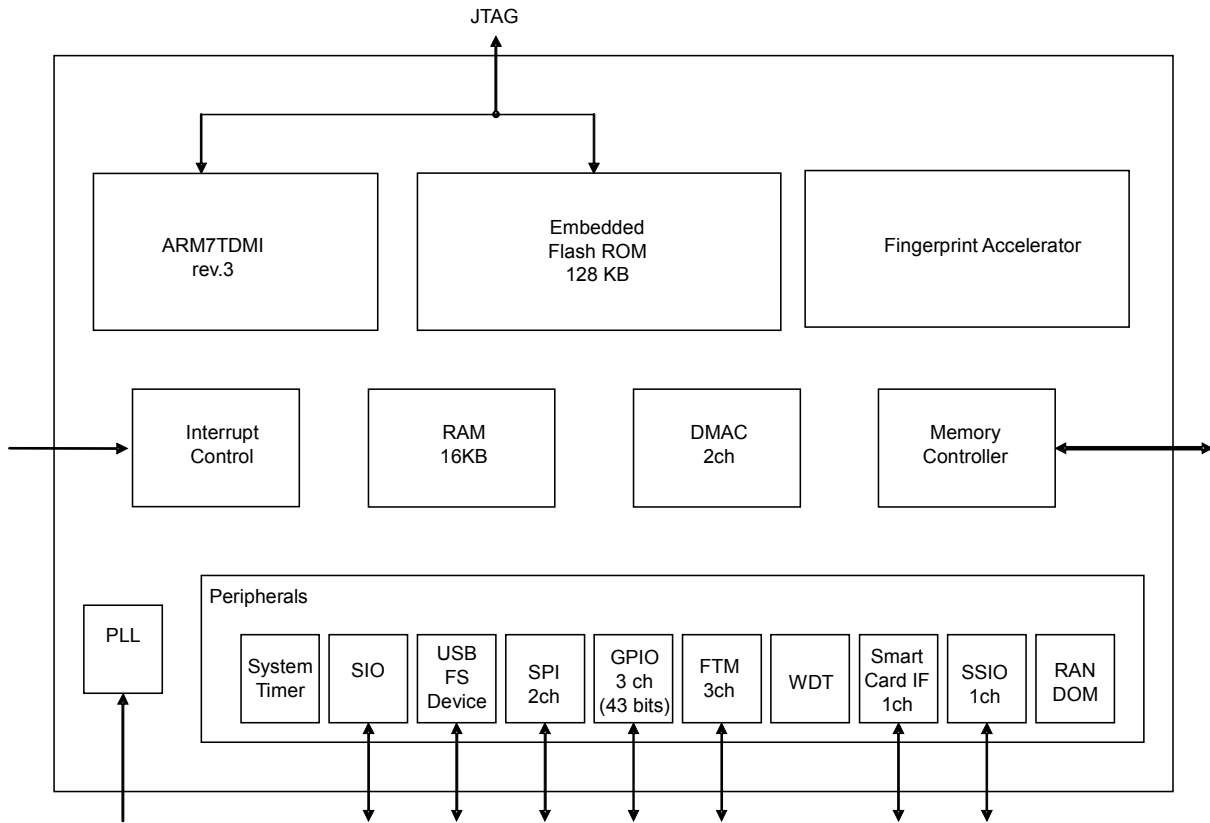 JTAG
ARM7TDMI
rev.3
Embedded
Flash ROM
128 KB
Fingerprint Accelerator
Interrupt
Control
RAM
16KB
DMAC
2ch
Memory
Controller
PLL
Peripherals
System
Timer
SIO
USB
FS
Device
SPI
2ch
GPIO
3 ch
(43 bits)
FTM
3ch
WDT
Smart
Card IF
1ch
SSIO
1ch
RAN
DOM